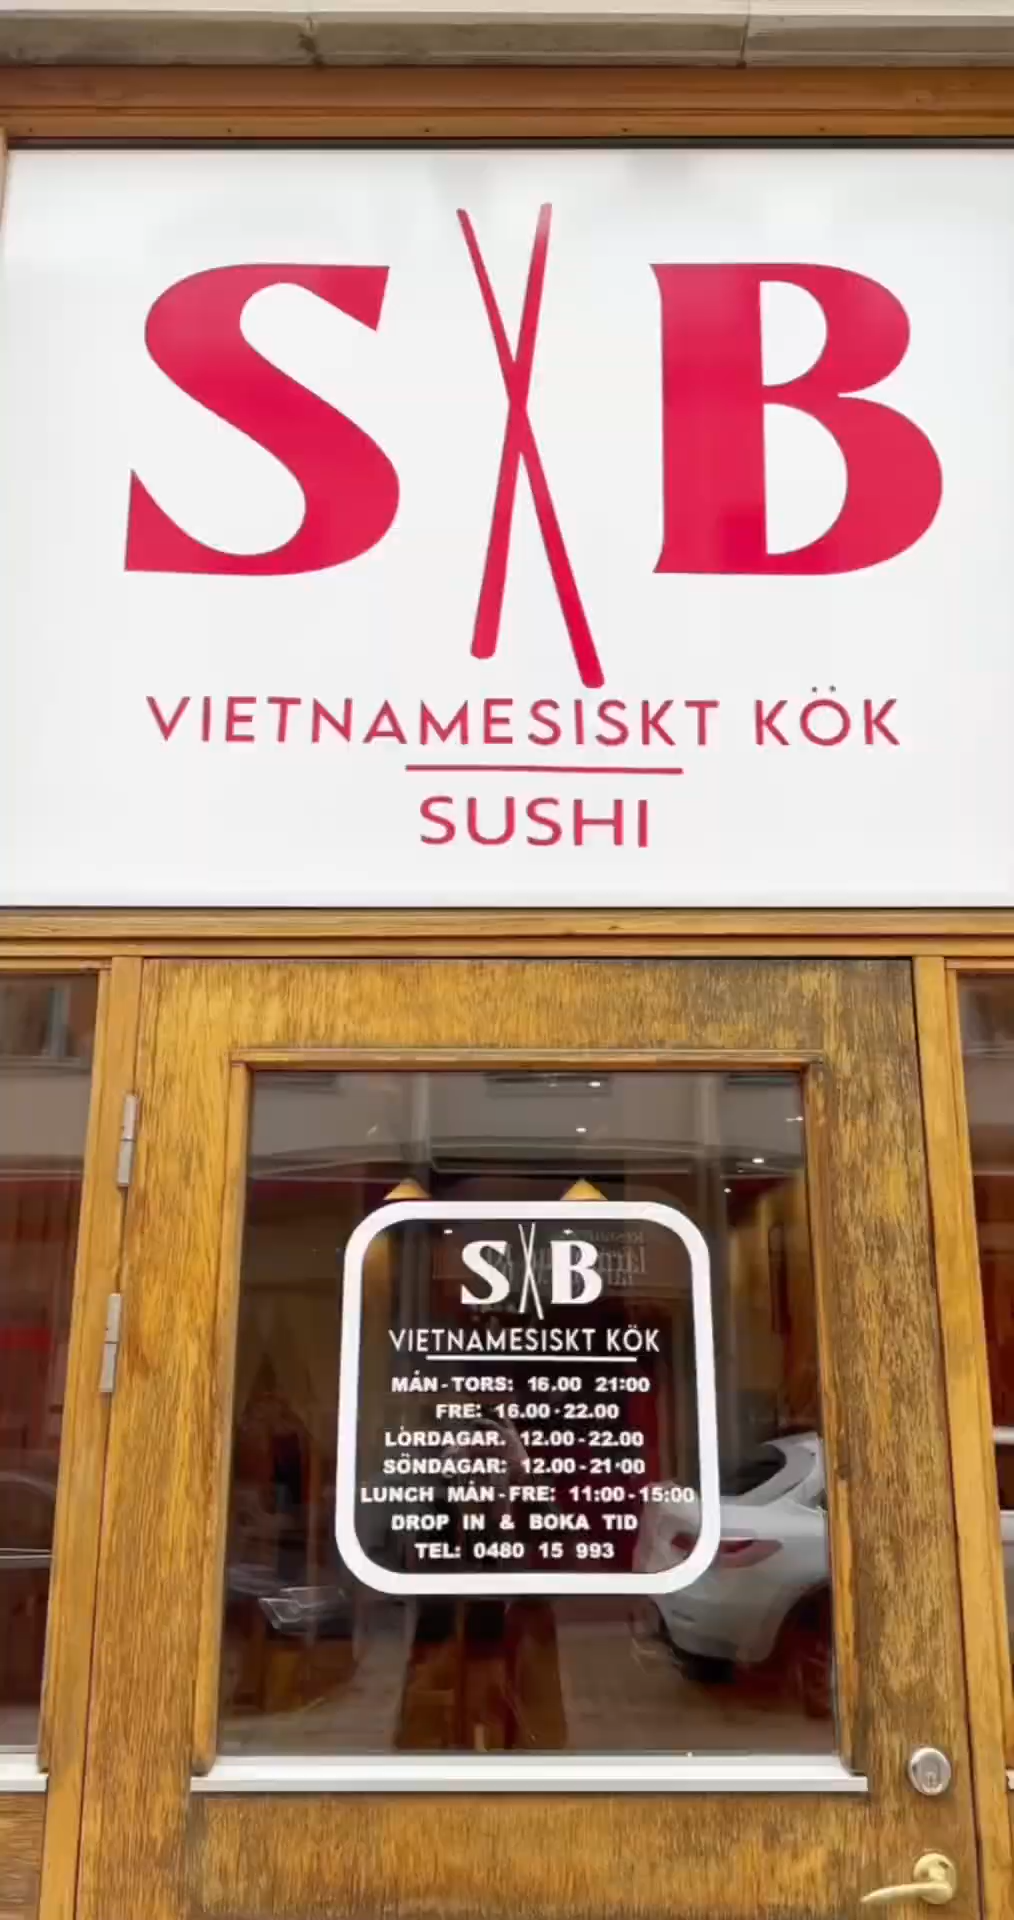 S B
VIETNAMESISKT KÖK
SUSHI
S B
VIETNAMESISKT KÖK
MÅN-TORS: 16.00 21:00
FRE: 16.00-22.00
LÖRDAGAR. 12.00-22.00
SÖNDAGAR: 12.00-21:00
LUNCH MÅN-FRE: 11:00-15:00
DROP IN & BOKA TID
TEL: 0480 15 993